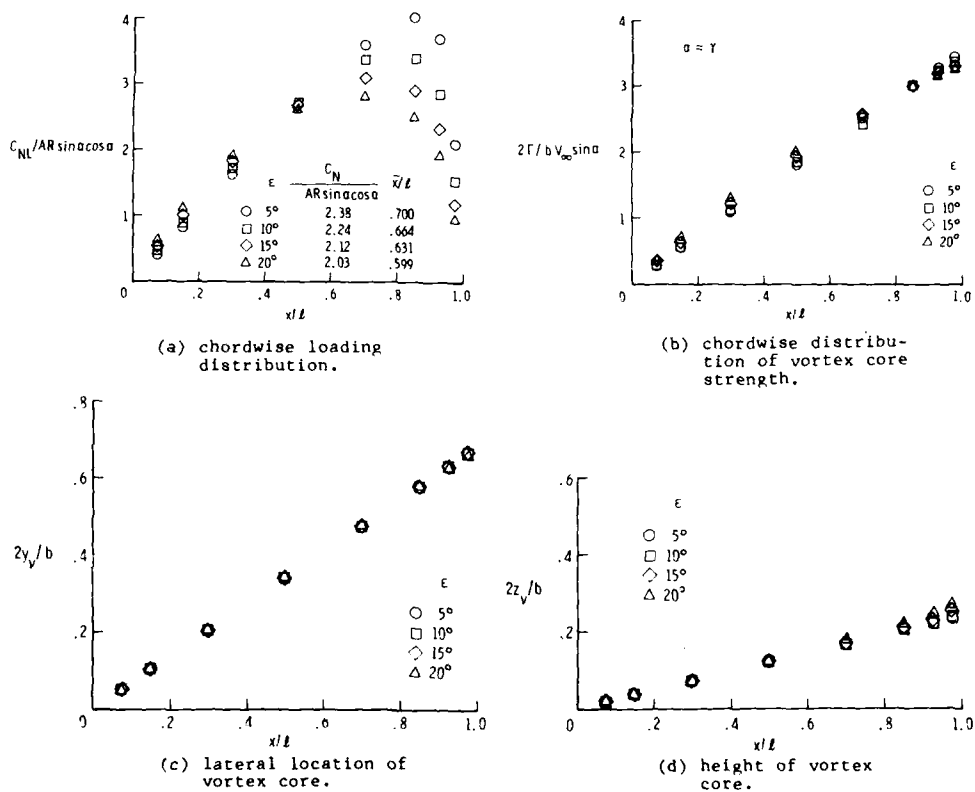 4
3
2
1
0
C_NL/AR sinα cosα
ε C_N/AR sinα cosα x̄/ℓ
○ 5° 2.38 .700
□ 10° 2.24 .664
◇ 15° 2.12 .631
△ 20° 2.03 .599
.2 .4 .6 .8 1.0
x/ℓ
(a) chordwise loading
distribution.
4
3
2
1
0
α = γ
2Γ/b V∞ sinα
ε
○ 5°
□ 10°
◇ 15°
△ 20°
.2 .4 .6 .8 1.0
x/ℓ
(b) chordwise distribu-
tion of vortex core
strength.
.8
.6
.4
.2
0
2y_v/b
ε
○ 5°
□ 10°
◇ 15°
△ 20°
.2 .4 .6 .8 1.0
x/ℓ
(c) lateral location of
vortex core.
.6
.4
.2
0
2z_v/b
ε
○ 5°
□ 10°
◇ 15°
△ 20°
.2 .4 .6 .8 1.0
x/ℓ
(d) height of vortex
core.